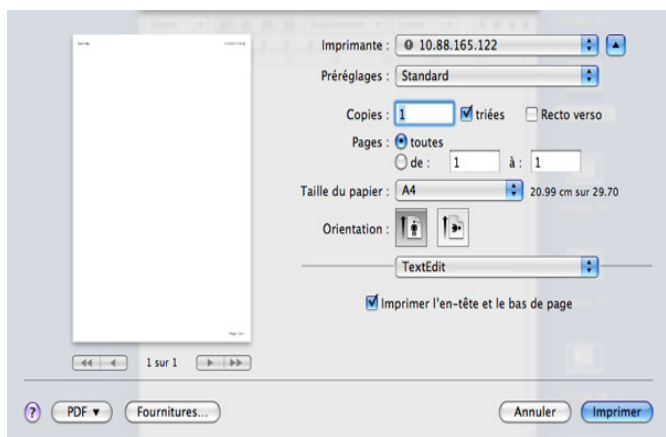 Imprimante : 10.88.165.122
Préréglages : Standard
Copies : 1 triées Recto verso
Pages : toutes
de : 1 à : 1
Taille du papier : A4 20.99 cm sur 29.70
Orientation :
TextEdit
Imprimer l'en-tête et le bas de page
1 sur 1
? PDF Fournitures... Annuler Imprimer